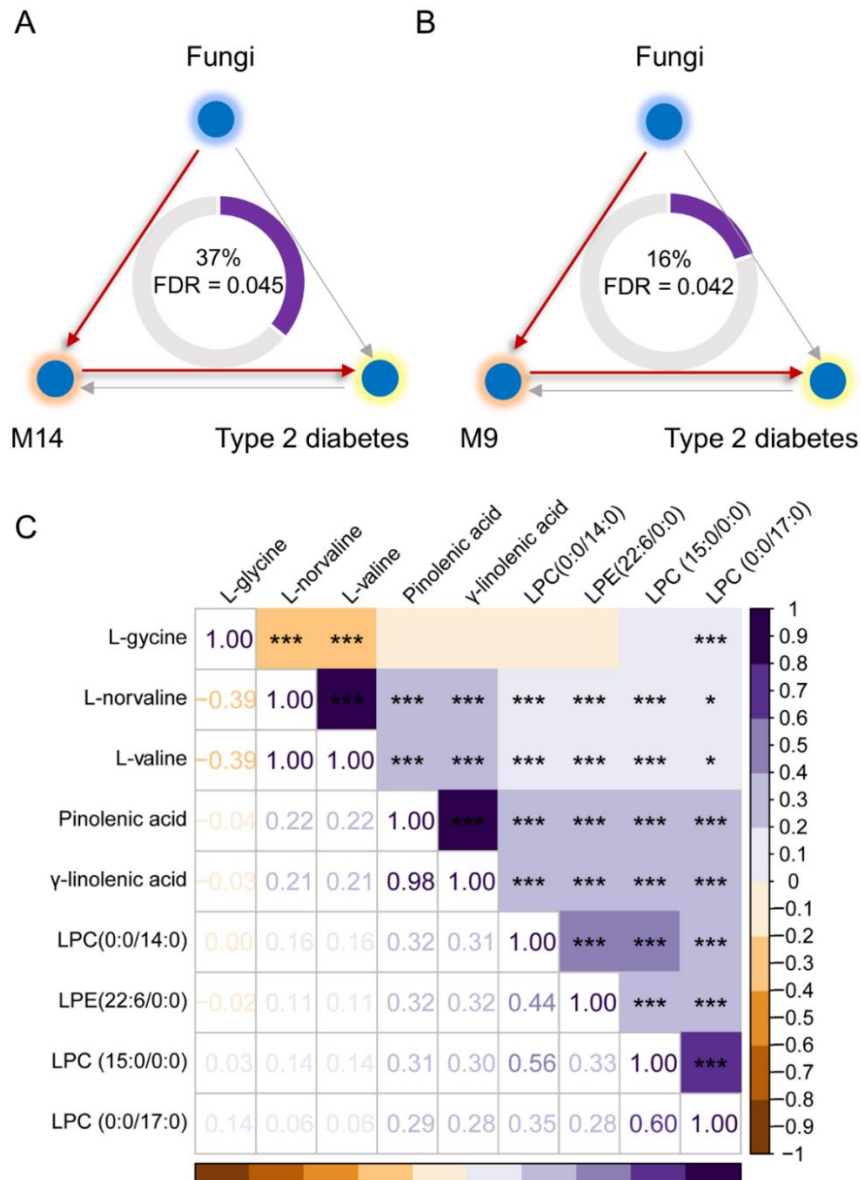 A
B
Fungi
Fungi
37%
FDR = 0.045
16%
FDR = 0.042
M14
Type 2 diabetes
M9
Type 2 diabetes
C
L-glycine
L-norvaline
L-valine
Pinolenic acid
γ-linolenic acid
LPC(0:0/14:0)
LPE(22:6/0:0)
LPC (15:0/0:0)
LPC (0:0/17:0)
L-gycine 1.00 *** *** ***
L-norvaline −0.39 1.00 *** *** *** *** *** *** *
L-valine −0.39 1.00 1.00 *** *** *** *** *** *
Pinolenic acid −0.04 0.22 0.22 1.00 *** *** *** *** ***
γ-linolenic acid −0.03 0.21 0.21 0.98 1.00 *** *** *** ***
LPC(0:0/14:0) 0.00 0.16 0.16 0.32 0.31 1.00 *** *** ***
LPE(22:6/0:0) −0.02 0.11 0.11 0.32 0.32 0.44 1.00 *** ***
LPC (15:0/0:0) 0.03 0.14 0.14 0.31 0.30 0.56 0.33 1.00 ***
LPC (0:0/17:0) 0.14 0.06 0.06 0.29 0.28 0.35 0.28 0.60 1.00
1
0.9
0.8
0.7
0.6
0.5
0.4
0.3
0.2
0.1
0
−0.1
−0.2
−0.3
−0.4
−0.5
−0.6
−0.7
−0.8
−0.9
−1